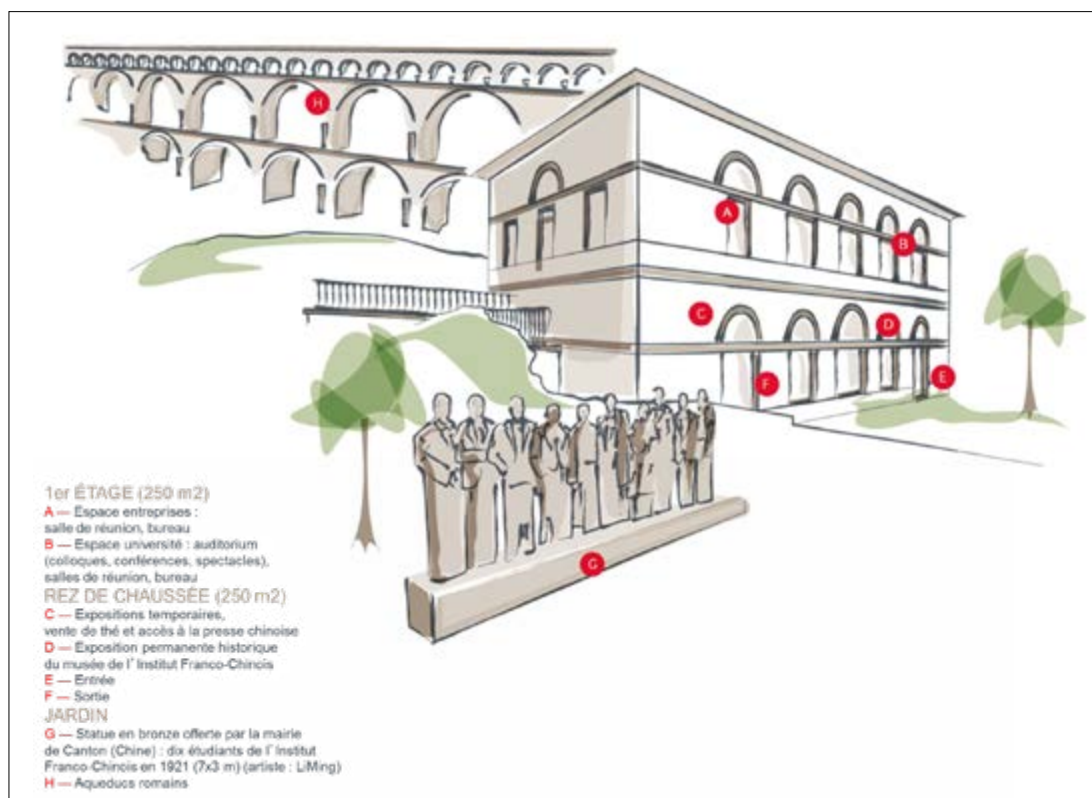 H
A
B
C
D
F
E
G
1er ÉTAGE (250 m2)
A — Espace entreprises :
salle de réunion, bureau
B — Espace université : auditorium
(colloques, conférences, spectacles),
salles de réunion, bureau
REZ DE CHAUSSÉE (250 m2)
C — Expositions temporaires,
vente de thé et accès à la presse chinoise
D — Exposition permanente historique
du musée de l' Institut Franco-Chinois
E — Entrée
F — Sortie
JARDIN
G — Statue en bronze offerte par la mairie
de Canton (Chine) : dix étudiants de l' Institut
Franco-Chinois en 1921 (7x3 m) (artiste : LiMing)
H — Aqueducs romains